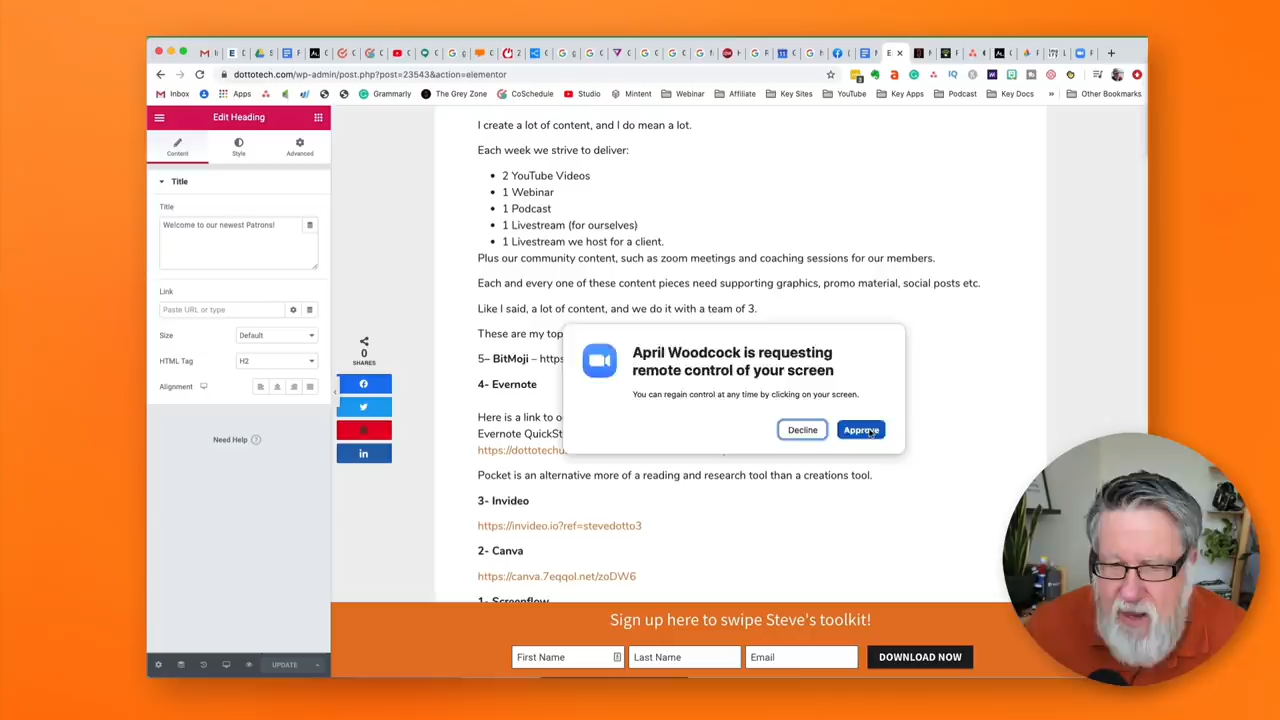 dottotech.com/wp-admin/post.php?post=23543&action=elementor
Inbox
Apps
Grammarly
The Grey Zone
CoSchedule
Studio
Mintent
Webinar
Affiliate
Key Sites
YouTube
Key Apps
Podcast
Key Docs
»
Other Bookmarks
Edit Heading
Content
Style
Advanced
Title
Title
Welcome to our newest Patrons!
Link
Paste URL or type
Size
Default
HTML Tag
H2
Alignment
Need Help
UPDATE
0
SHARES
I create a lot of content, and I do mean a lot.
Each week we strive to deliver:
• 2 YouTube Videos
• 1 Webinar
• 1 Podcast
• 1 Livestream (for ourselves)
• 1 Livestream we host for a client.
Plus our community content, such as zoom meetings and coaching sessions for our members.
Each and every one of these content pieces need supporting graphics, promo material, social posts etc.
Like I said, a lot of content, and we do it with a team of 3.
These are my top
5– BitMoji – https
4- Evernote
Here is a link to o
Evernote QuickSt
https://dottotechu
Pocket is an alternative more of a reading and research tool than a creations tool.
3- Invideo
https://invideo.io?ref=stevedotto3
2- Canva
https://canva.7eqqol.net/zoDW6
1- Screenflow
April Woodcock is requesting
remote control of your screen
You can regain control at any time by clicking on your screen.
Decline
Approve
Sign up here to swipe Steve's toolkit!
First Name
Last Name
Email
DOWNLOAD NOW